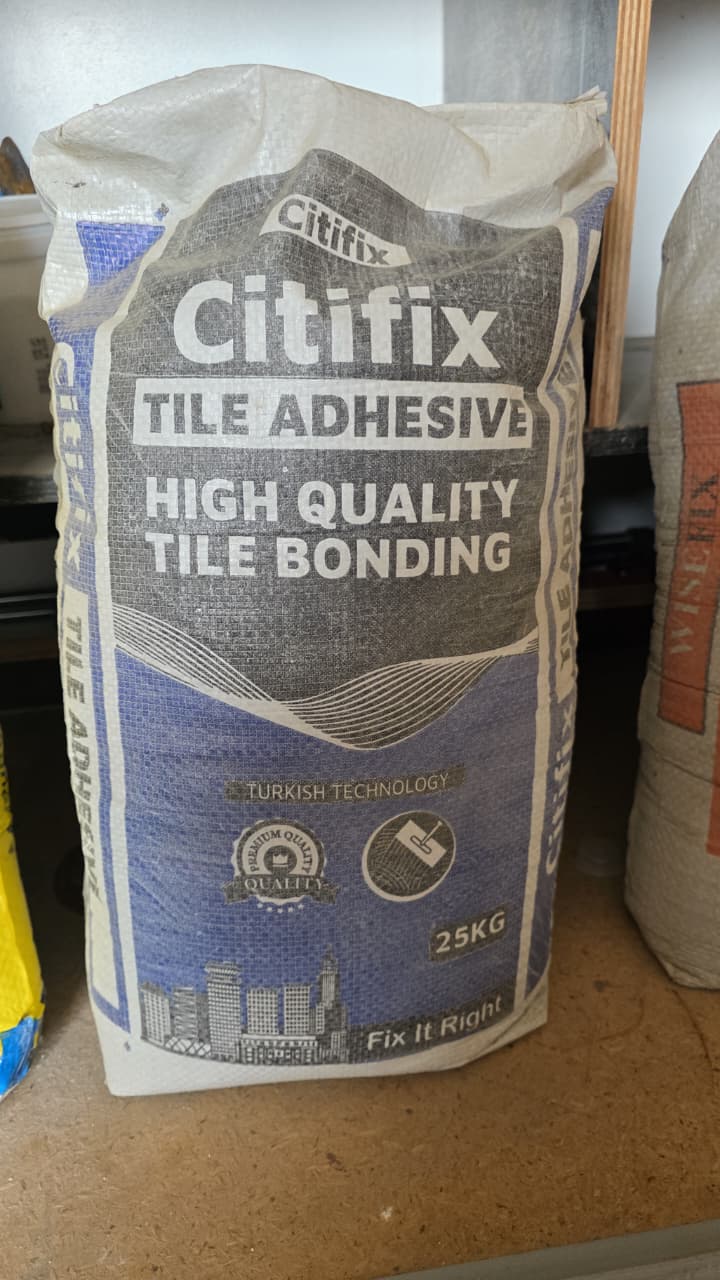 Citifix
Citifix
TILE ADHESIVE
HIGH QUALITY
TILE BONDING
TURKISH TECHNOLOGY
PREMIUM QUALITY
QUALITY
25KG
Fix It Right
Citifix TILE ADHESIVE
Citifix TILE ADHESIVE
WISEFIX